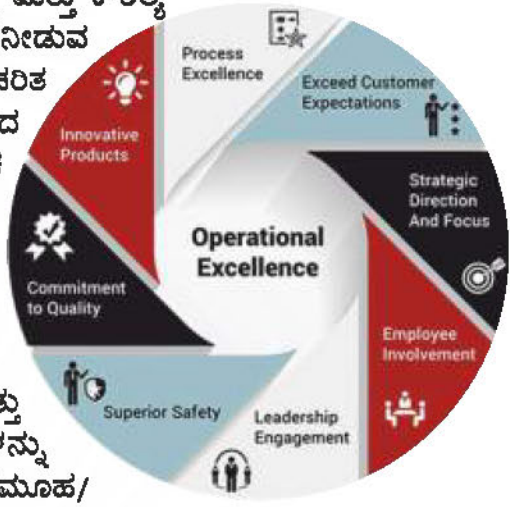 ಮತ್ತು
ನೀಡುವ
Process
Excellence
Exceed Customer
Expectations
Innovative
Products
Strategic
Direction
And Focus
Operational
Excellence
Commitment
to Quality
Employee
Involvement
Superior Safety
Leadership
Engagement